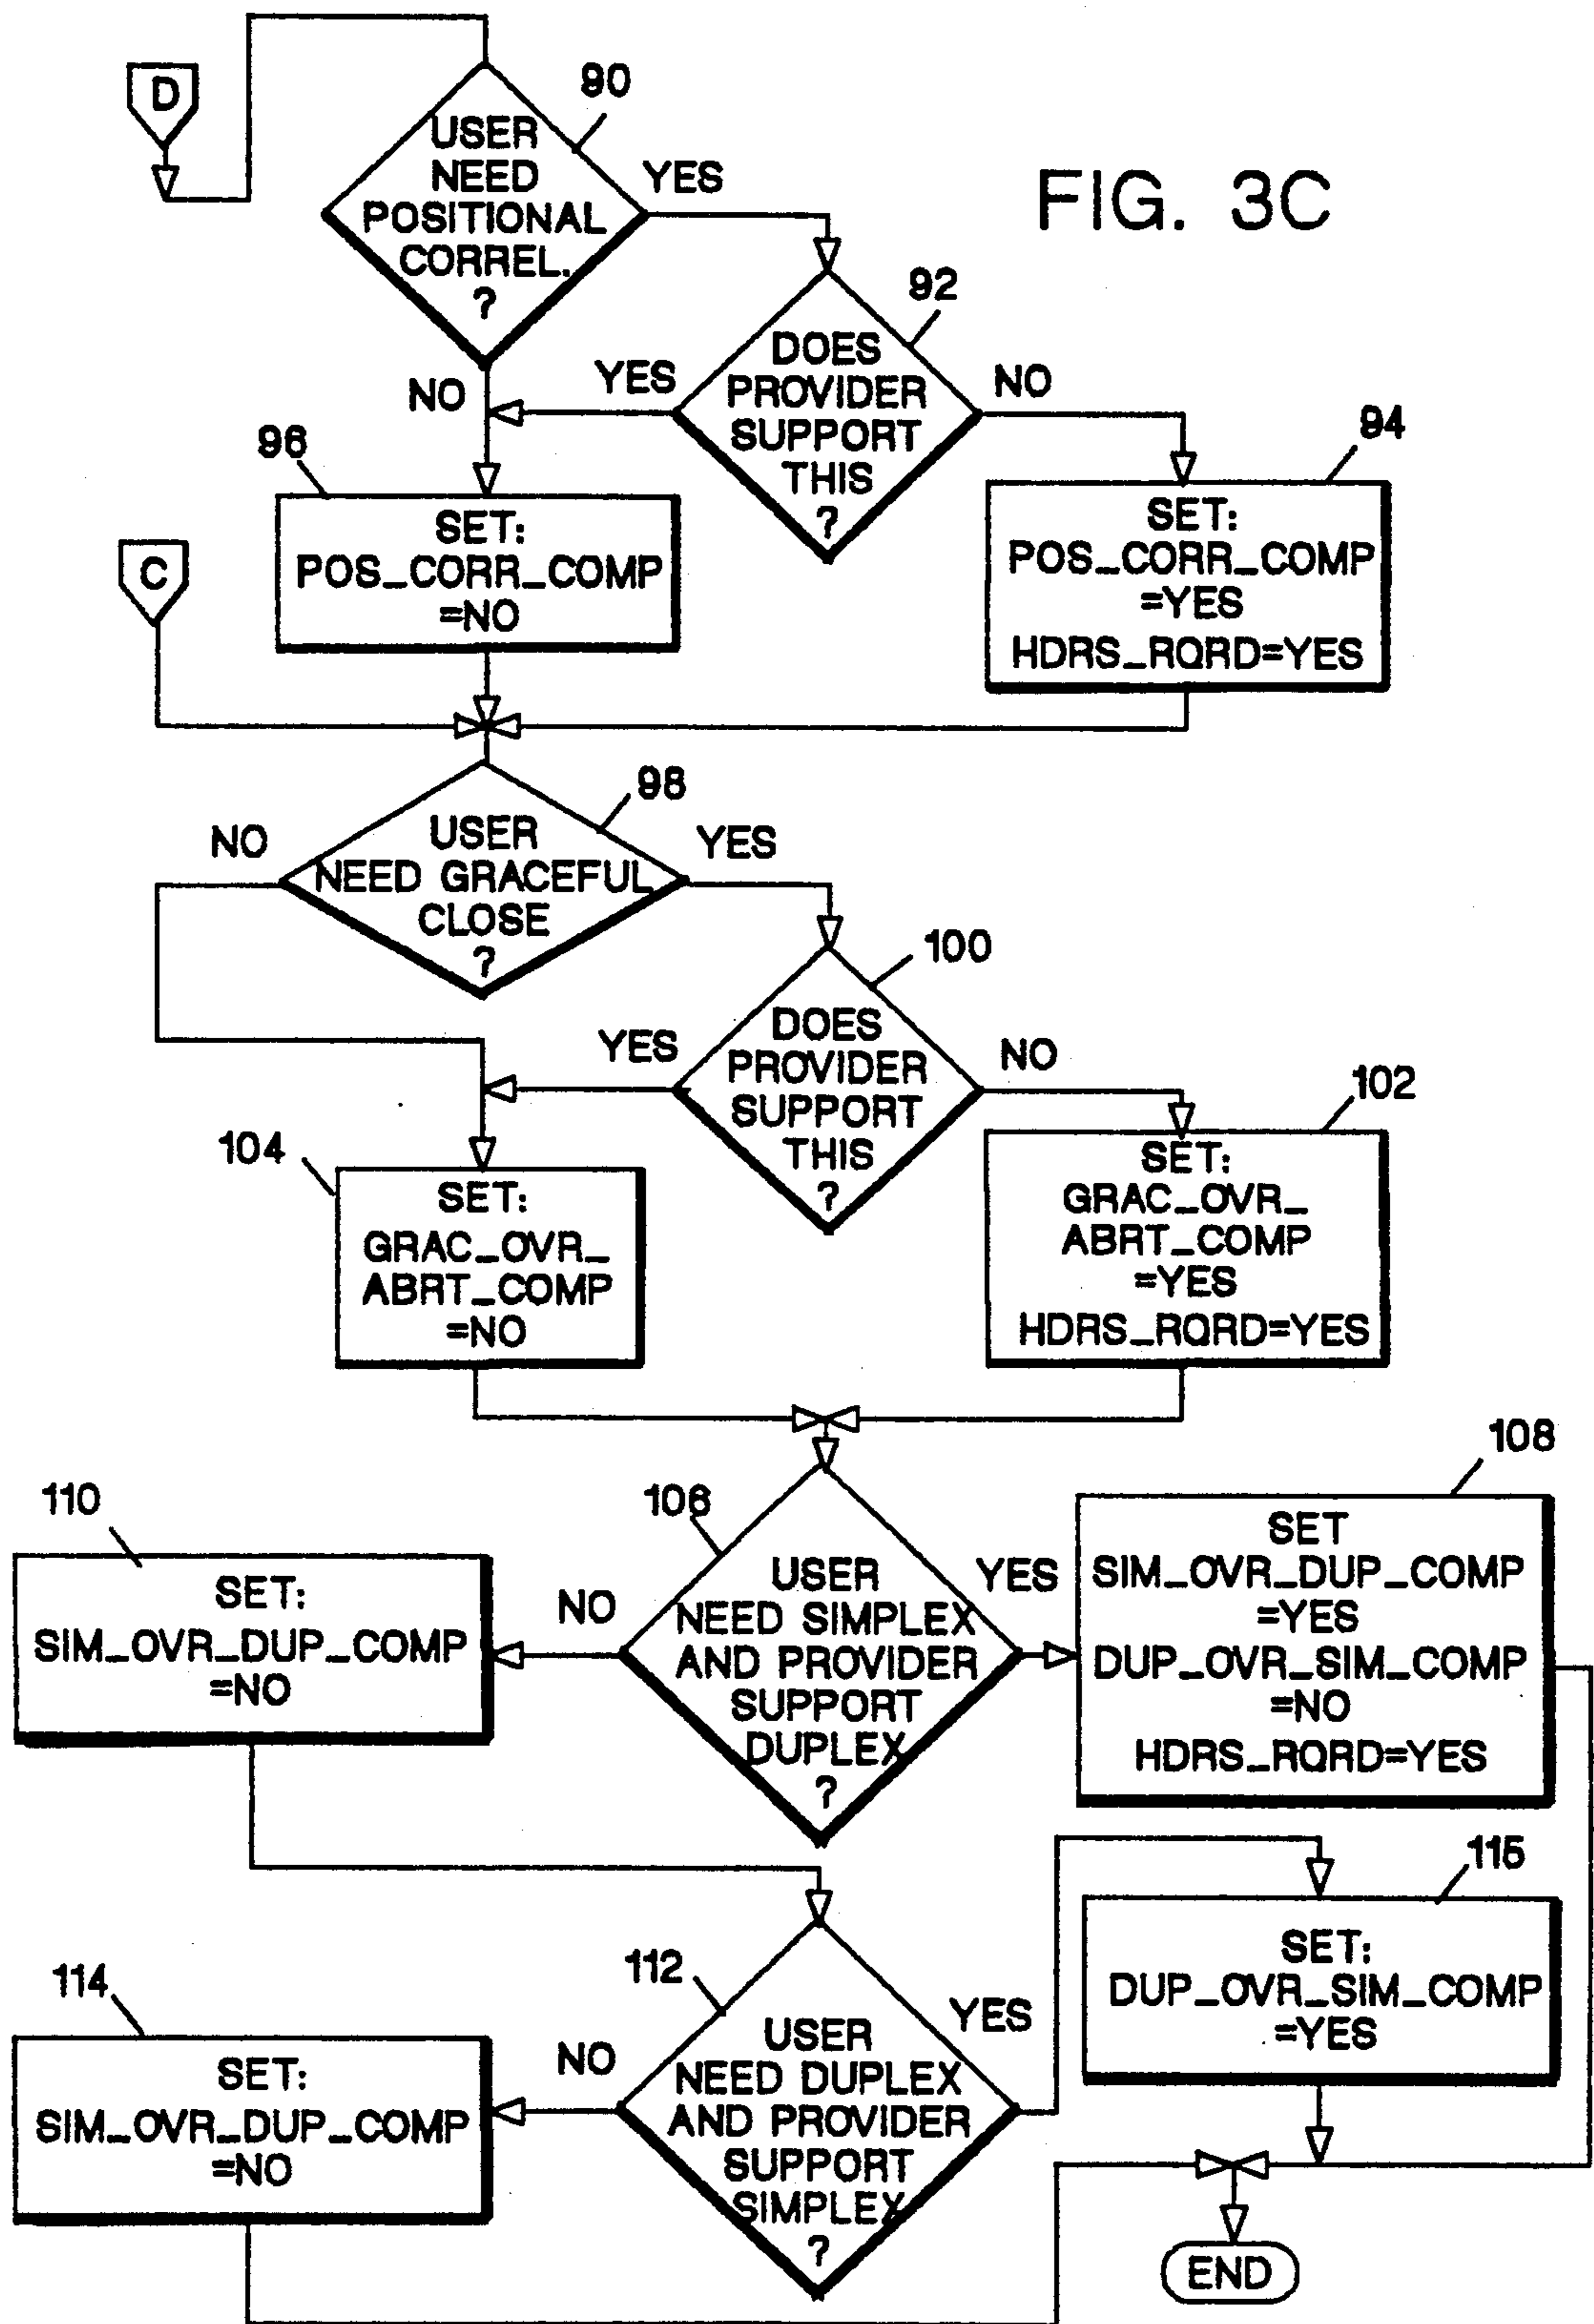 FIG. 3C
D
90
USER
NEED
POSITIONAL
CORREL.
?
YES
NO
92
DOES
PROVIDER
SUPPORT
THIS
?
YES
NO
94
SET:
POS_CORR_COMP
=YES
HDRS_RQRD=YES
96
SET:
POS_CORR_COMP
=NO
C
98
USER
NEED GRACEFUL
CLOSE
?
NO
YES
100
DOES
PROVIDER
SUPPORT
THIS
?
YES
NO
102
SET:
GRAC_OVR_
ABRT_COMP
=YES
HDRS_RQRD=YES
104
SET:
GRAC_OVR_
ABRT_COMP
=NO
106
USER
NEED SIMPLEX
AND PROVIDER
SUPPORT
DUPLEX
?
NO
YES
108
SET
SIM_OVR_DUP_COMP
=YES
DUP_OVR_SIM_COMP
=NO
HDRS_RQRD=YES
110
SET:
SIM_OVR_DUP_COMP
=NO
112
USER
NEED DUPLEX
AND PROVIDER
SUPPORT
SIMPLEX
?
NO
YES
115
SET:
DUP_OVR_SIM_COMP
=YES
114
SET:
SIM_OVR_DUP_COMP
=NO
END